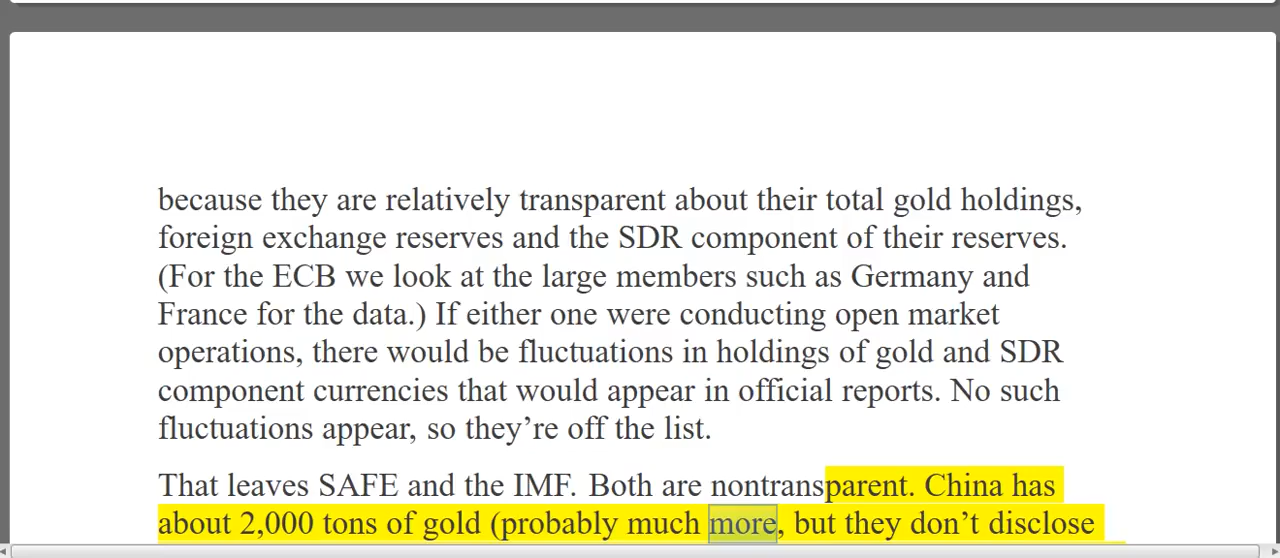 because they are relatively transparent about their total gold holdings,
foreign exchange reserves and the SDR component of their reserves.
(For the ECB we look at the large members such as Germany and
France for the data.) If either one were conducting open market
operations, there would be fluctuations in holdings of gold and SDR
component currencies that would appear in official reports. No such
fluctuations appear, so they’re off the list.
That leaves SAFE and the IMF. Both are nontransparent. China has
about 2,000 tons of gold (probably much more, but they don’t disclose